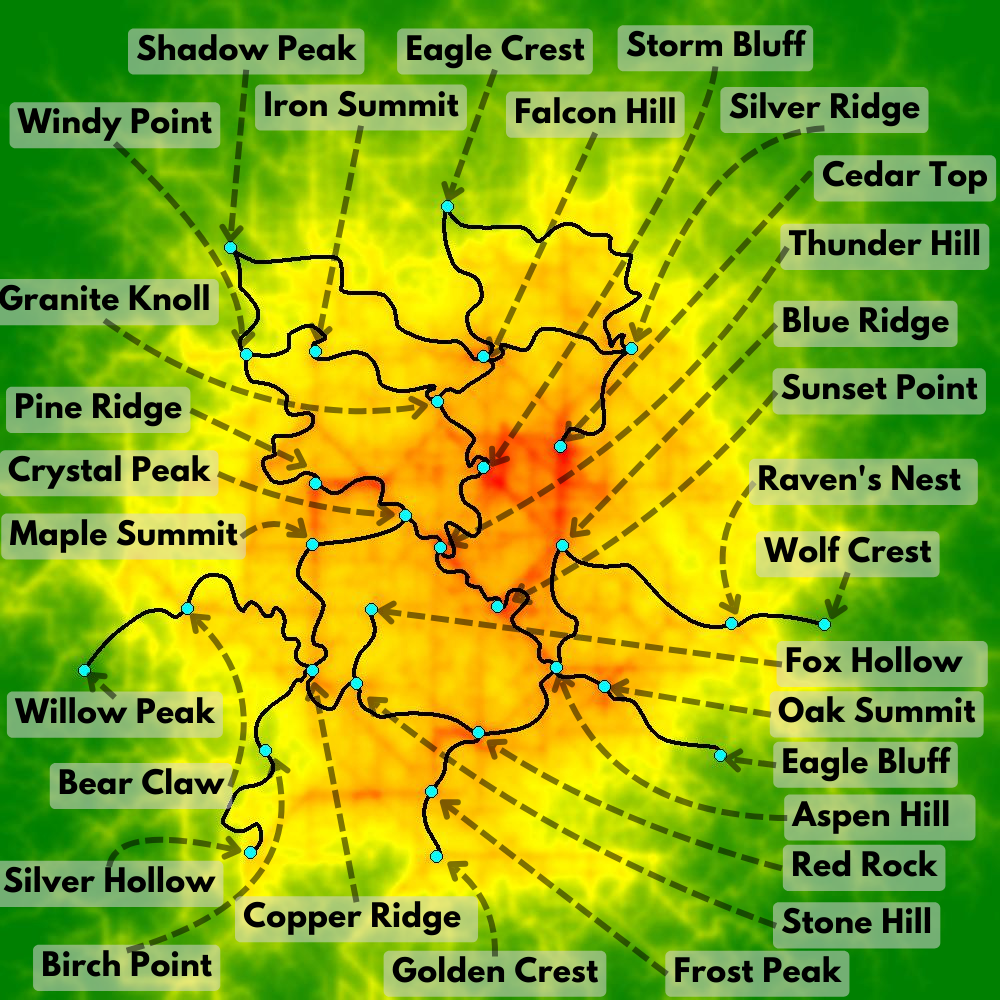 Shadow Peak
Eagle Crest
Storm Bluff
Windy Point
Iron Summit
Falcon Hill
Silver Ridge
Cedar Top
Thunder Hill
Granite Knoll
Blue Ridge
Sunset Point
Pine Ridge
Crystal Peak
Raven's Nest
Maple Summit
Wolf Crest
Fox Hollow
Willow Peak
Oak Summit
Eagle Bluff
Bear Claw
Aspen Hill
Red Rock
Silver Hollow
Copper Ridge
Stone Hill
Birch Point
Golden Crest
Frost Peak